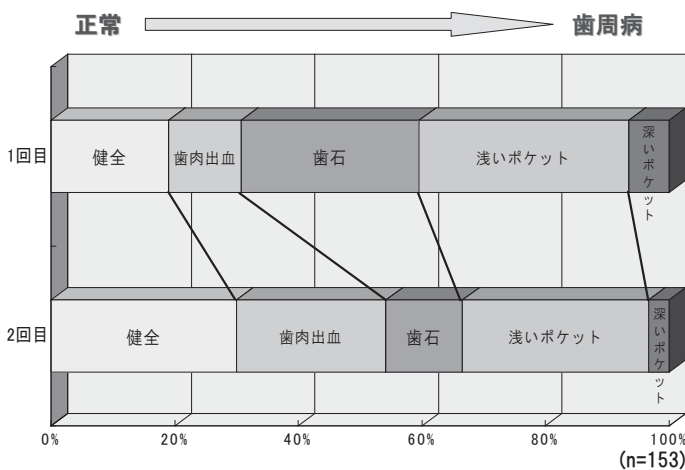 正常 歯周病
1回目 健全 歯肉出血 歯石 浅いポケット 深いポケット
2回目 健全 歯肉出血 歯石 浅いポケット 深いポケット
0% 20% 40% 60% 80% 100%
(n=153)